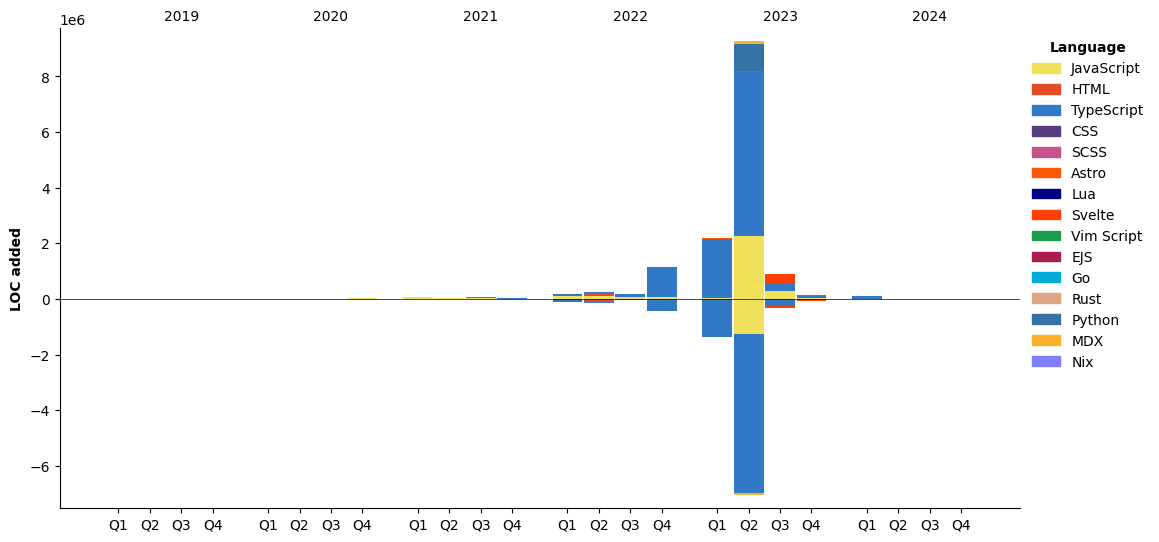 1e6
2019 2020 2021 2022 2023 2024
LOC added
8
6
4
2
0
−2
−4
−6
Q1 Q2 Q3 Q4 Q1 Q2 Q3 Q4 Q1 Q2 Q3 Q4 Q1 Q2 Q3 Q4 Q1 Q2 Q3 Q4 Q1 Q2 Q3 Q4
Language
JavaScript
HTML
TypeScript
CSS
SCSS
Astro
Lua
Svelte
Vim Script
EJS
Go
Rust
Python
MDX
Nix